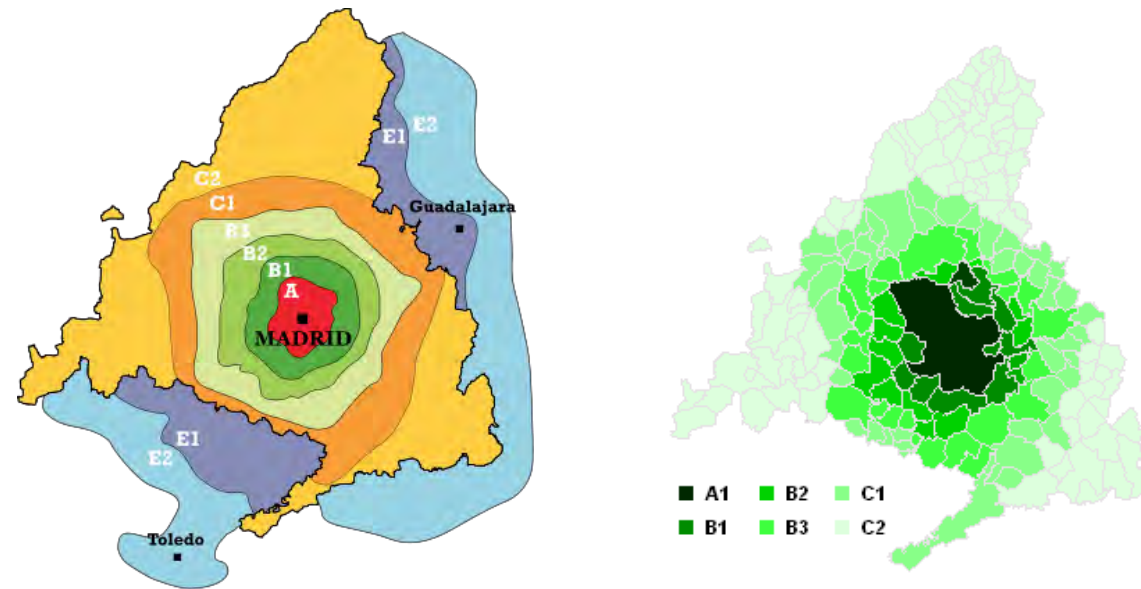 E2
E1
C2
C1
Guadalajara
B3
B2
B1
A
MADRID
E1
E2
Toledo
A1 B2 C1
B1 B3 C2